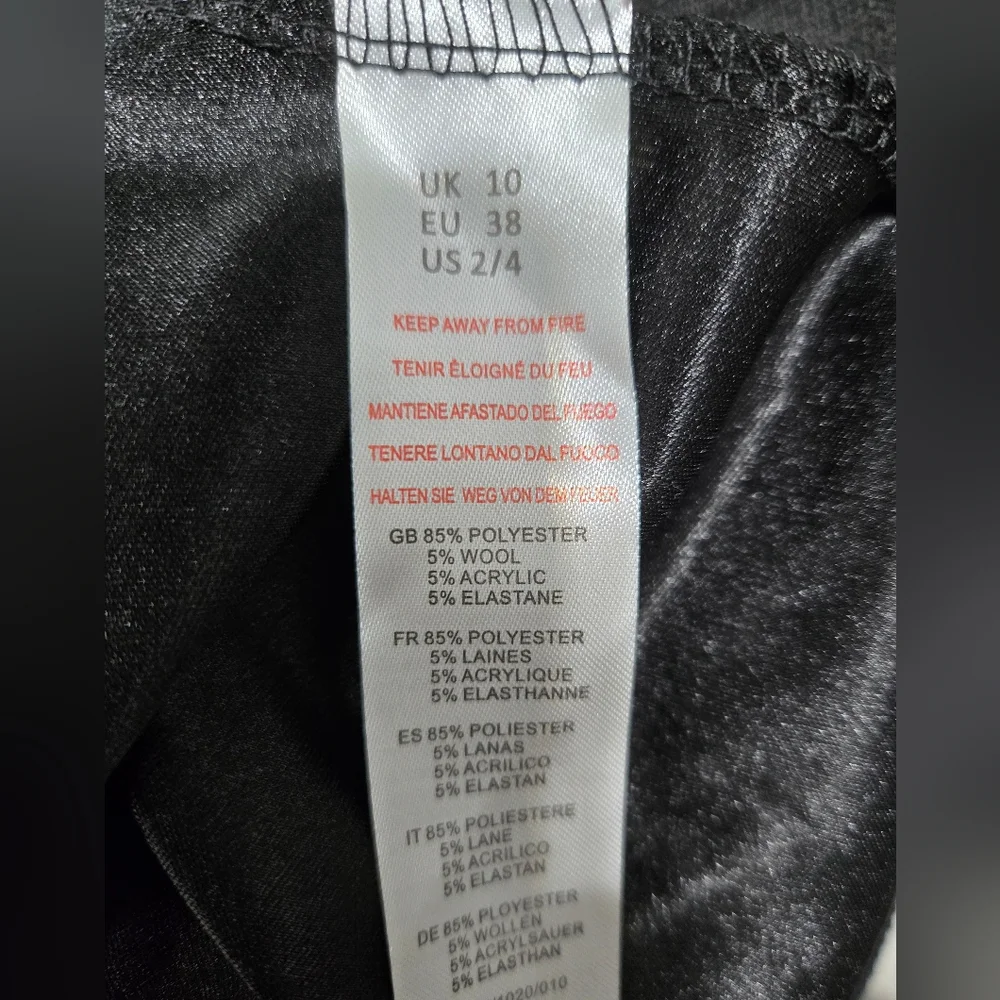 UK 10
EU 38
US 2/4
KEEP AWAY FROM FIRE
TENIR ÉLOIGNÉ DU FEU
MANTIENE AFASTADO DEL FUEGO
TENERE LONTANO DAL FUOCO
HALTEN SIE WEG VON DEM FEUER
GB 85% POLYESTER
5% WOOL
5% ACRYLIC
5% ELASTANE
FR 85% POLYESTER
5% LAINES
5% ACRYLIQUE
5% ELASTHANNE
ES 85% POLIESTER
5% LANAS
5% ACRILICO
5% ELASTAN
IT 85% POLIESTERE
5% LANE
5% ACRILICO
5% ELASTAN
DE 85% PLOYESTER
5% WOLLEN
5% ACRYLSAUER
5% ELASTHAN
/1020/010